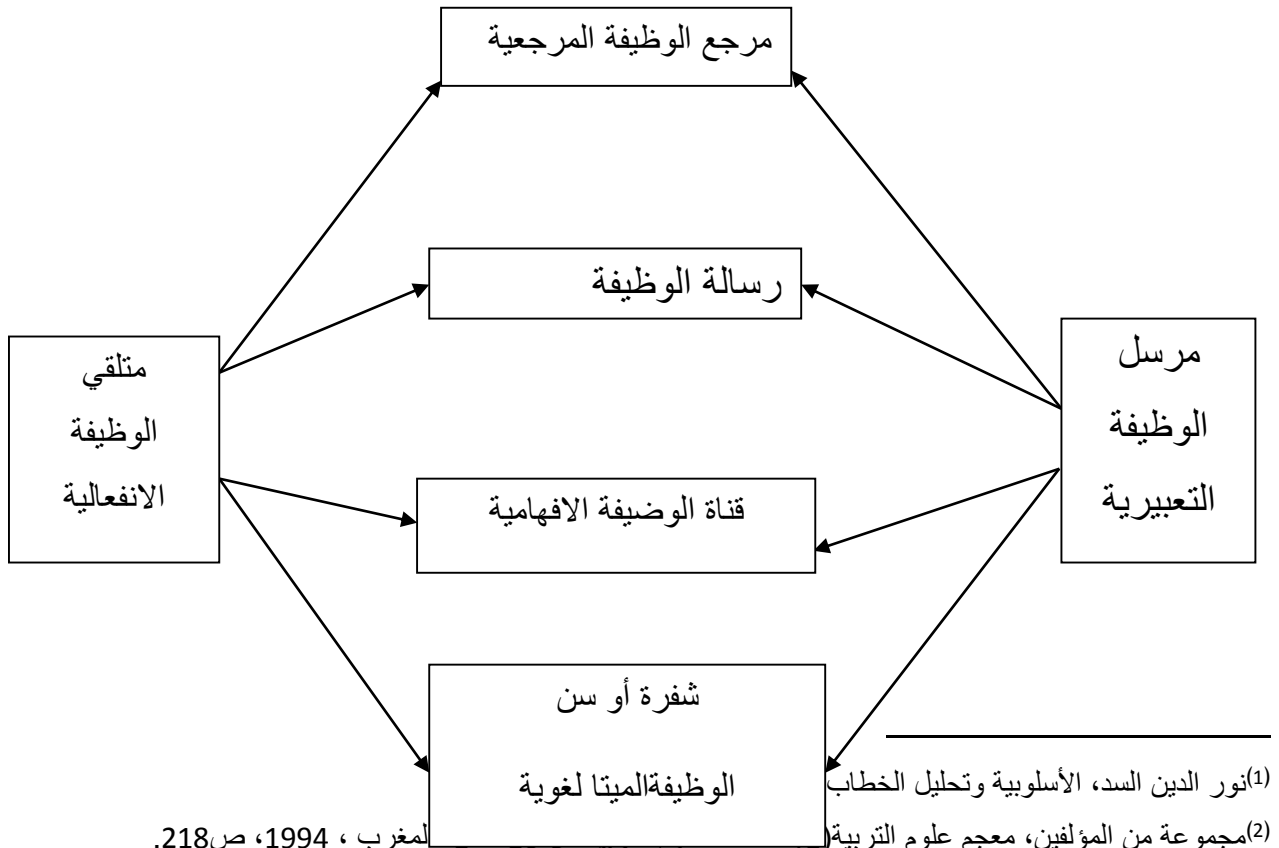 مرجع الوظيفة المرجعية
رسالة الوظيفة
مرسل
الوظيفة
التعبيرية
متلقي
الوظيفة
الانفعالية
قناة الوضيفة الافهامية
شفرة أو سن
الوظيفةالميتا لغوية
(1)نور الدين السد، الأسلوبية وتحليل الخطاب
(2)مجموعة من المؤلفين، معجم علوم التربية لمغرب ، 1994، ص218.